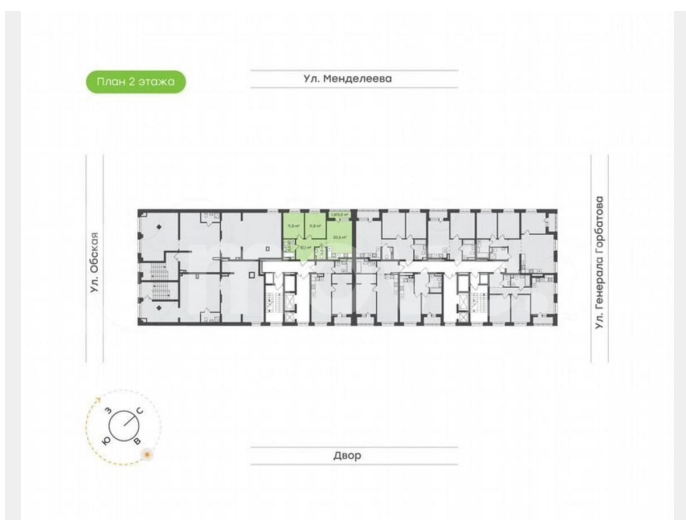 План 2 этажа
Ул. Менделеева
Ул. Обская
Ул. Генерала Горбатова
С
З
Ю
В
Двор